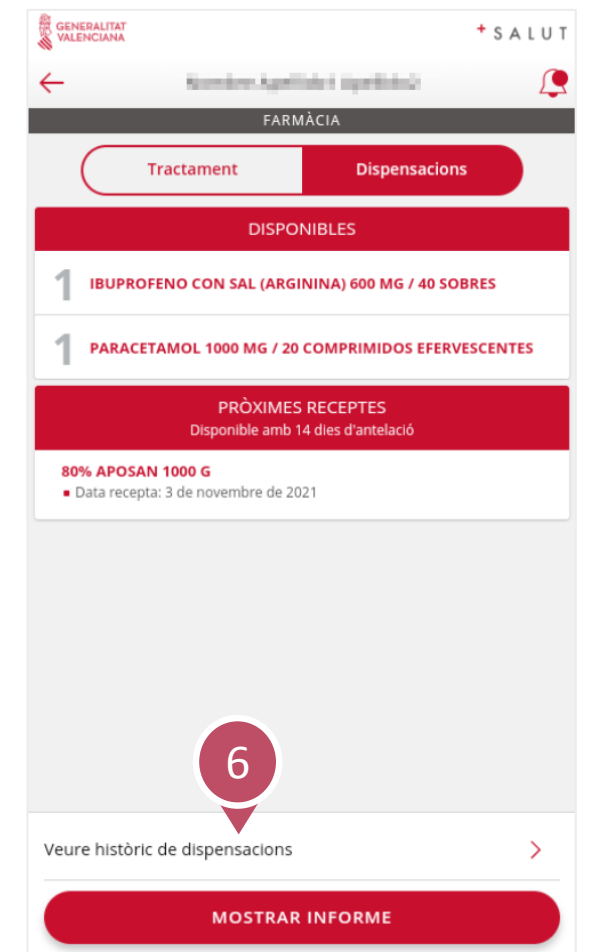 GENERALITAT
VALENCIANA
+SALUT
FARMÀCIA
Tractament
Dispensacions
DISPONIBLES
1 IBUPROFENO CON SAL (ARGININA) 600 MG / 40 SOBRES
1 PARACETAMOL 1000 MG / 20 COMPRIMIDOS EFERVESCENTES
PRÒXIMES RECEPTES
Disponible amb 14 dies d'antelació
80% APOSAN 1000 G
Data recepta: 3 de novembre de 2021
6
Veure històric de dispensacions
MOSTRAR INFORME